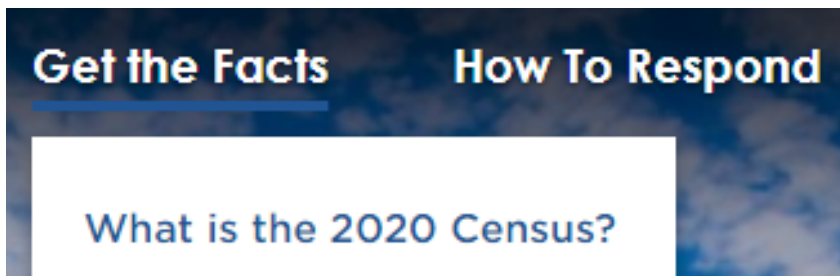 Get the Facts How To Respond
What is the 2020 Census?